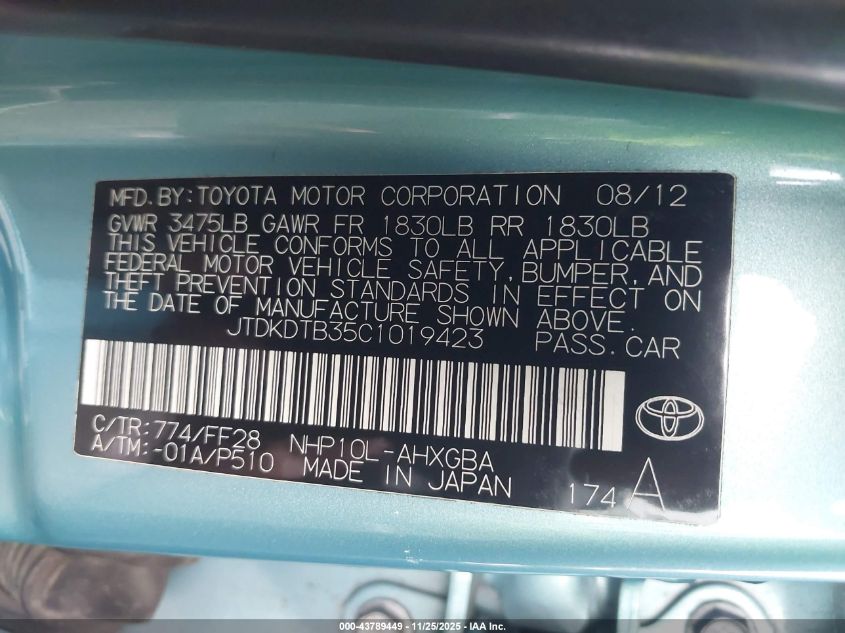 MFD.BY:TOYOTA MOTOR CORPORATION 08/12
GVWR 3475LB GAWR FR 1830LB RR 1830LB
THIS VEHICLE CONFORMS TO ALL APPLICABLE
FEDERAL MOTOR VEHICLE SAFETY,BUMPER,AND
THEFT PREVENTION STANDARDS IN EFFECT ON
THE DATE OF MANUFACTURE SHOWN ABOVE.
JTDKDTB35C1019423 PASS.CAR
C/TR:774/FF28 NHP10L-AHXGBA
A/TM:-01A/P510 MADE IN JAPAN
174 A
000-43789449 - 11/25/2025 - IAA Inc.